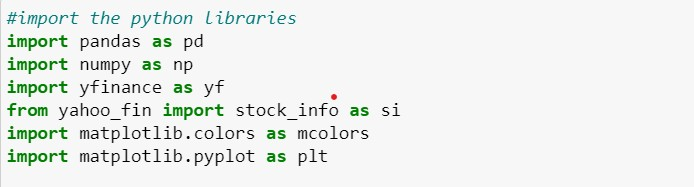 #import the python libraries
import pandas as pd
import numpy as np
import yfinance as yf
from yahoo_fin import stock_info as si
import matplotlib.colors as mcolors
import matplotlib.pyplot as plt